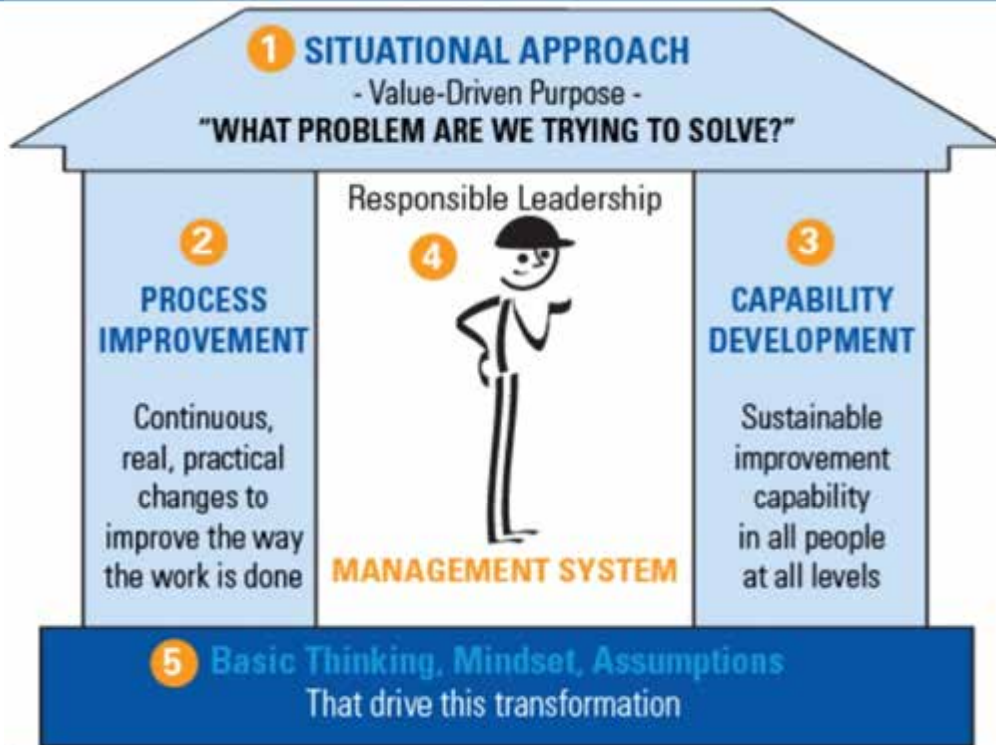 1 SITUATIONAL APPROACH
- Value-Driven Purpose -
"WHAT PROBLEM ARE WE TRYING TO SOLVE?"
2
PROCESS
IMPROVEMENT
Continuous,
real, practical
changes to
improve the way
the work is done
Responsible Leadership
4
MANAGEMENT SYSTEM
3
CAPABILITY
DEVELOPMENT
Sustainable
improvement
capability
in all people
at all levels
5 Basic Thinking, Mindset, Assumptions
That drive this transformation